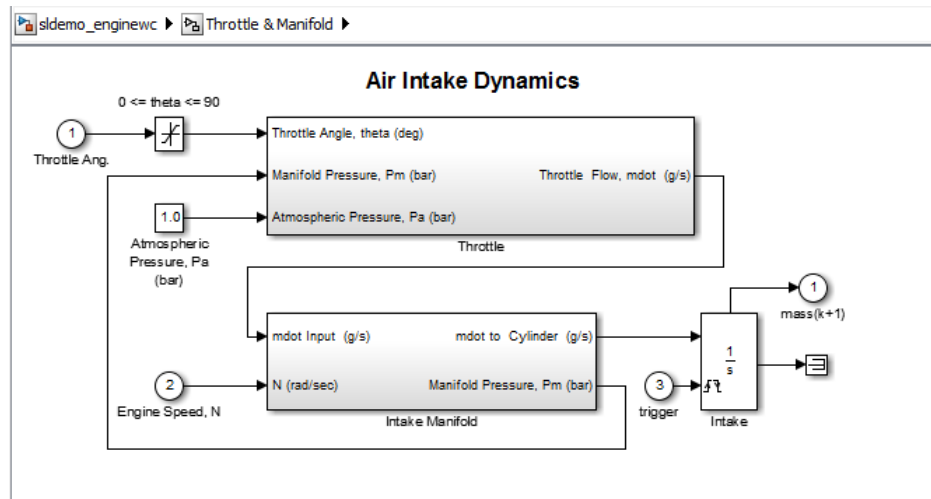 sldemo_enginewc ▶ Throttle & Manifold ▶
Air Intake Dynamics
0 <= theta <= 90
1
Throttle Ang.
Throttle Angle, theta (deg)
Manifold Pressure, Pm (bar)
Throttle Flow, mdot (g/s)
1.0
Atmospheric Pressure, Pa (bar)
Atmospheric
Pressure, Pa
(bar)
Throttle
mdot Input (g/s)
mdot to Cylinder (g/s)
1
mass(k+1)
2
N (rad/sec)
Manifold Pressure, Pm (bar)
Engine Speed, N
Intake Manifold
3
trigger
1
s
Intake